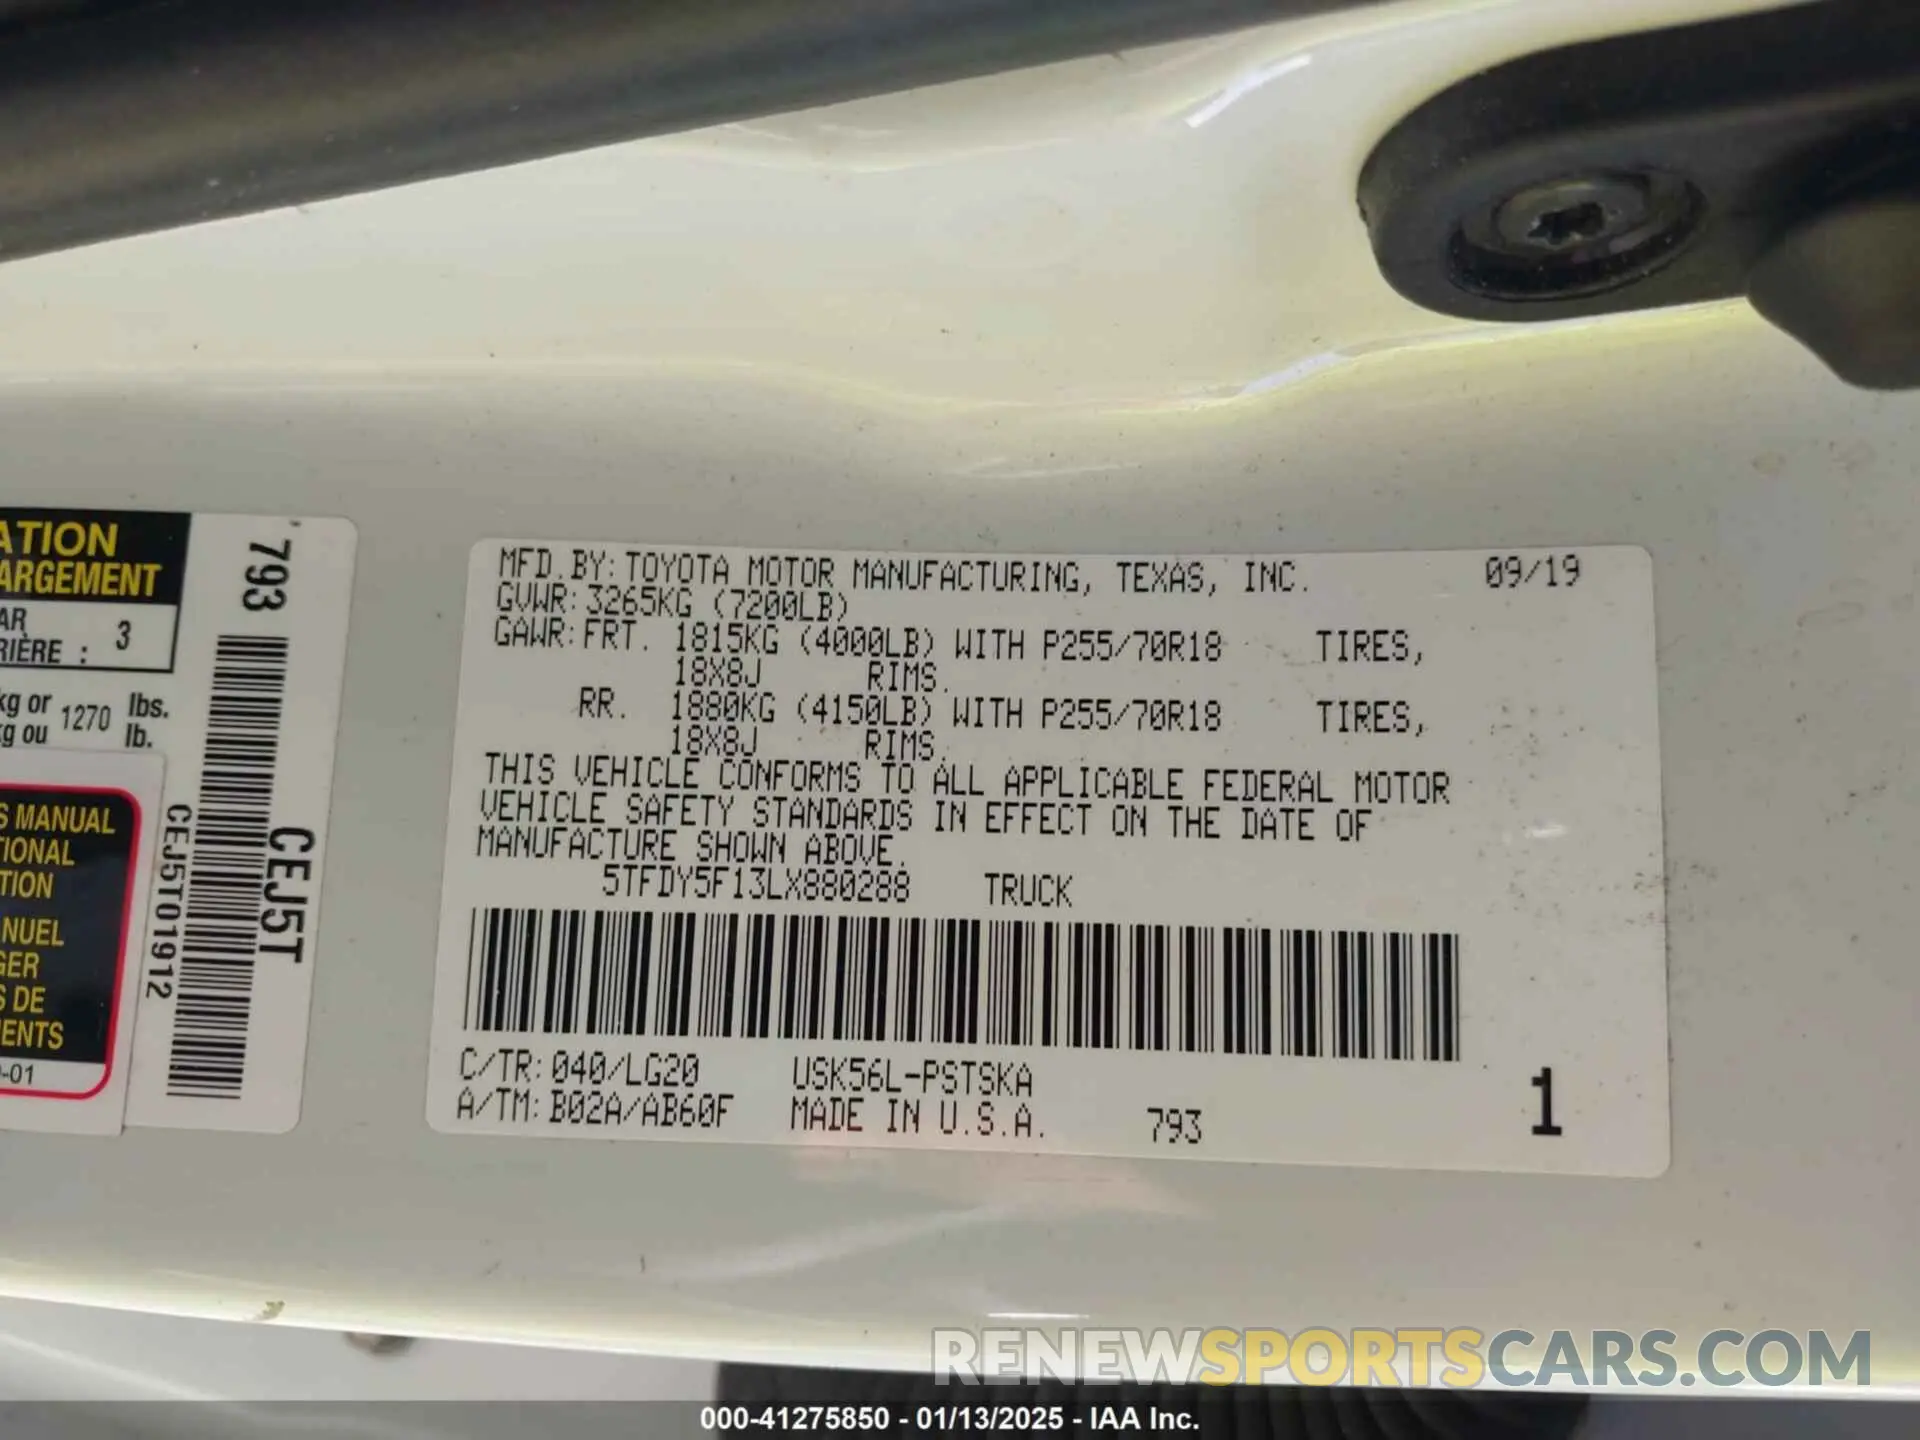 ATION
ARGEMENT
AR
RIÈRE : 3
kg or 1270 lbs.
kg ou lb.
S MANUAL
TIONAL
TION
NUEL
GER
S DE
ENTS
-01
793
CEJ5T
CEJ5T01912
MFD. BY: TOYOTA MOTOR MANUFACTURING, TEXAS, INC. 09/19
GVWR: 3265KG (7200LB)
GAWR: FRT. 1815KG (4000LB) WITH P255/70R18 TIRES,
18X8J RIMS.
RR. 1880KG (4150LB) WITH P255/70R18 TIRES,
18X8J RIMS.
THIS VEHICLE CONFORMS TO ALL APPLICABLE FEDERAL MOTOR
VEHICLE SAFETY STANDARDS IN EFFECT ON THE DATE OF
MANUFACTURE SHOWN ABOVE.
5TFDY5F13LX880288 TRUCK
C/TR: 040/LG20 USK56L-PSTSKA
A/TM: B02A/AB60F MADE IN U.S.A. 793
1
RENEWSPORTSCARS.COM
000-41275850 - 01/13/2025 - IAA Inc.